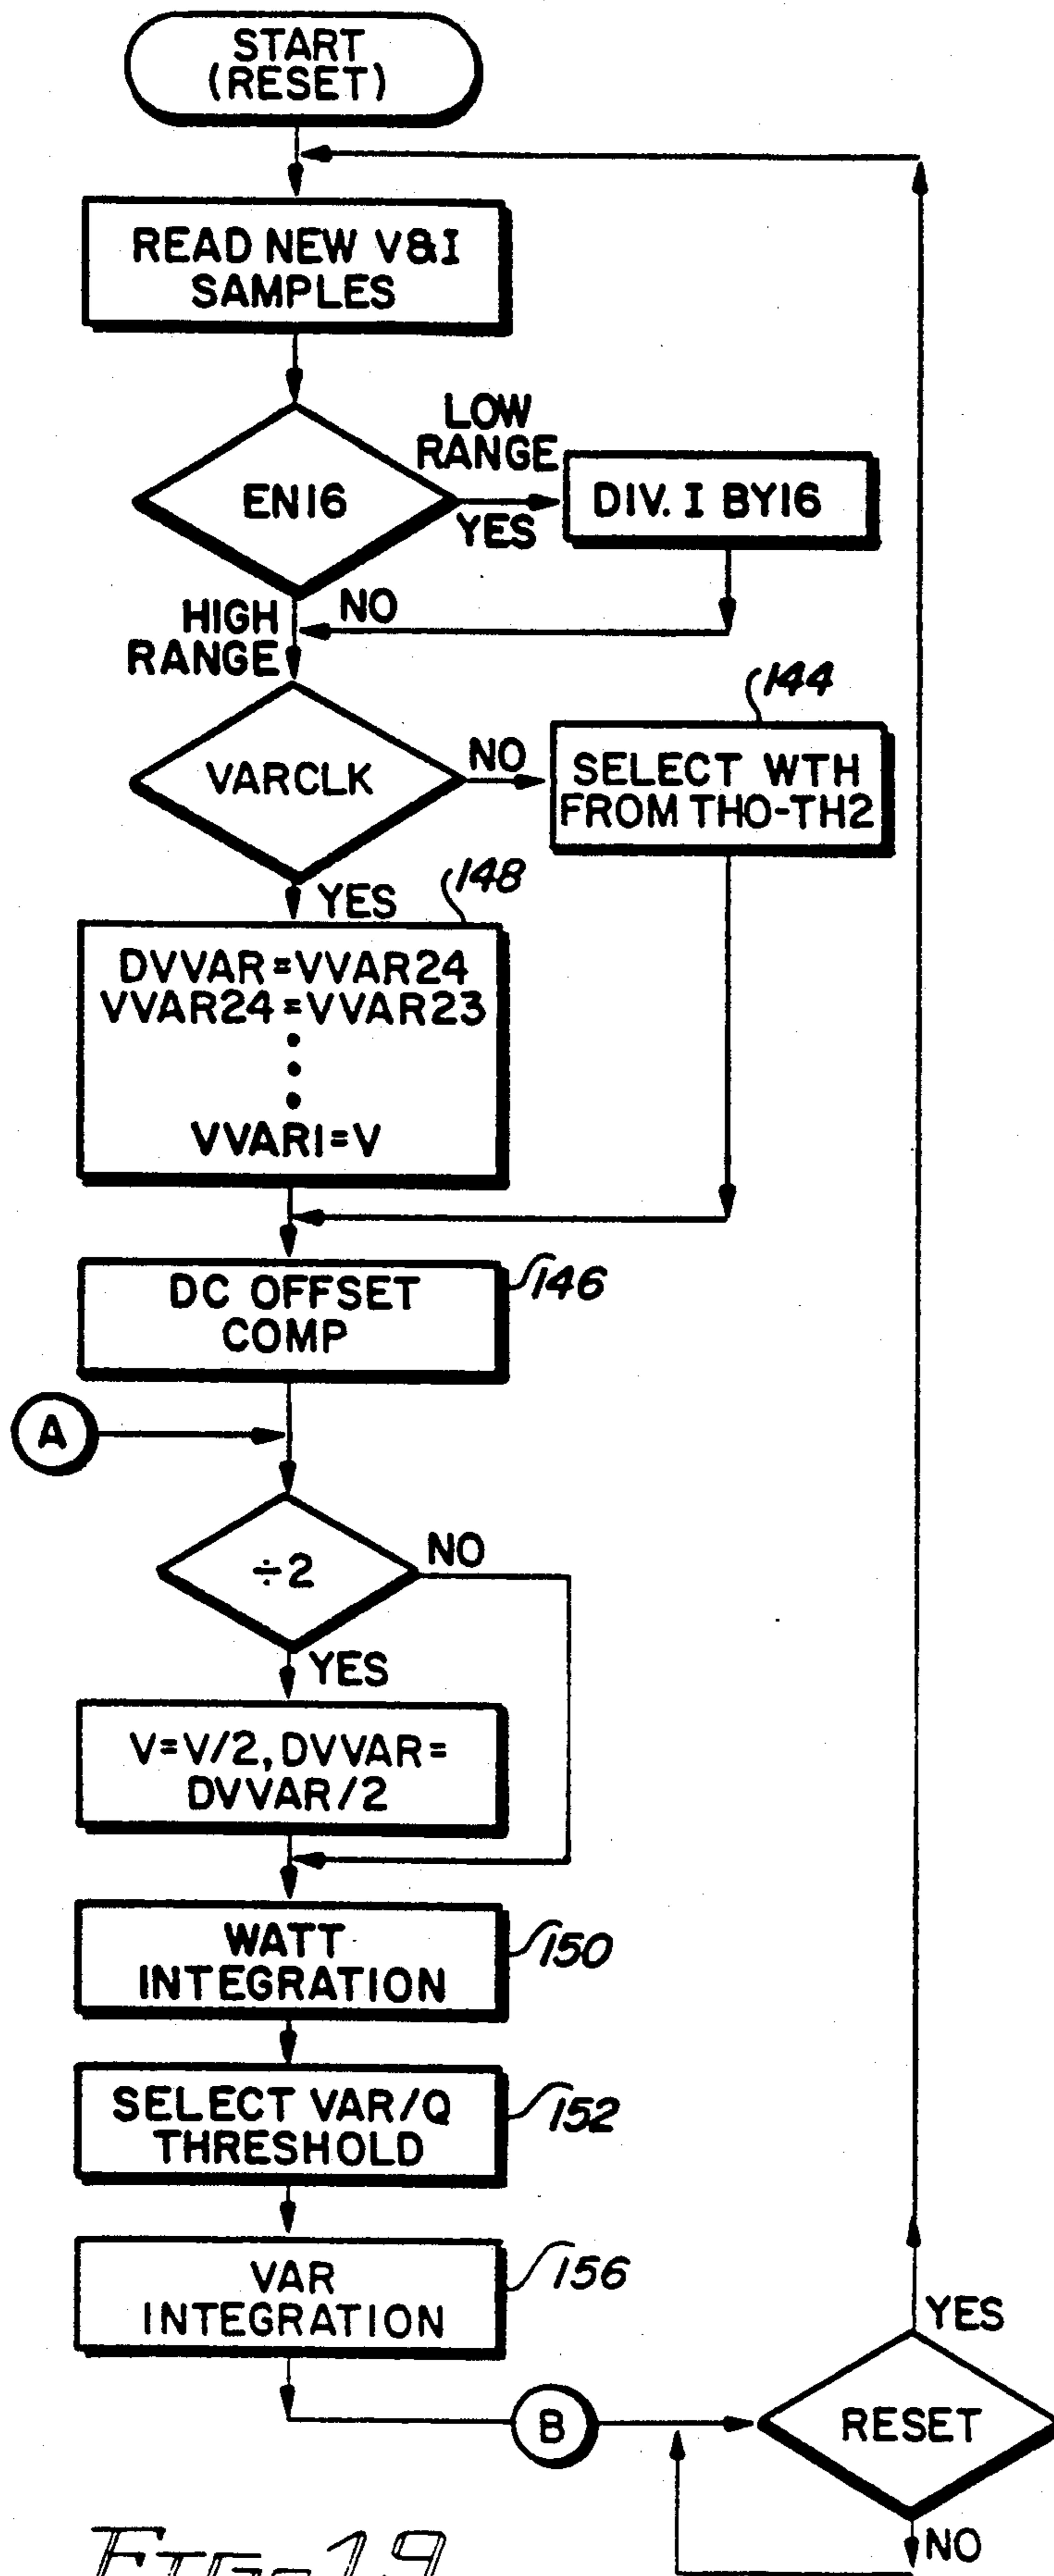 START
(RESET)
READ NEW V&I
SAMPLES
EN16
LOW
RANGE
YES
DIV. I BY16
HIGH
RANGE
NO
VARCLK
NO
144
SELECT WTH
FROM TH0-TH2
YES
148
DVVAR=VVAR24
VVAR24=VVAR23
VVAR1=V
DC OFFSET
COMP
146
A
÷2
NO
YES
V=V/2, DVVAR=
DVVAR/2
WATT
INTEGRATION
150
SELECT VAR/Q
THRESHOLD
152
VAR
INTEGRATION
156
B
RESET
YES
NO
FIG-19